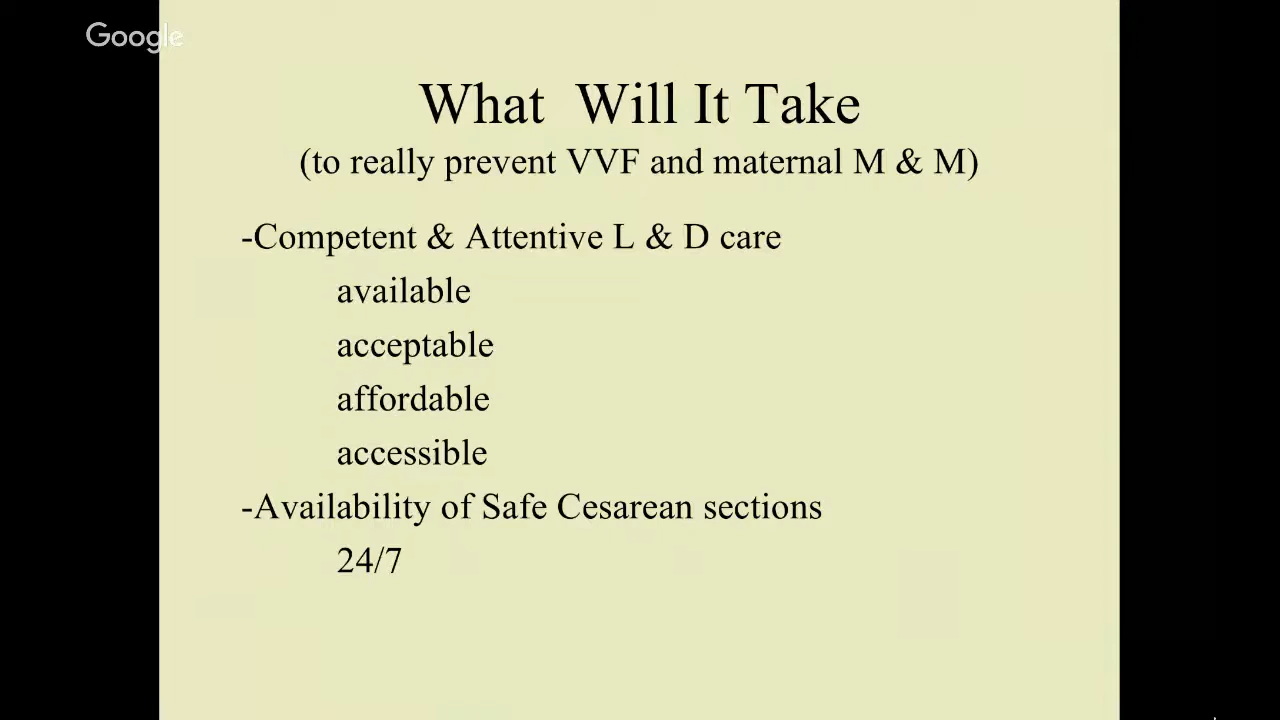 Google
What Will It Take
(to really prevent VVF and maternal M & M)
-Competent & Attentive L & D care
available
acceptable
affordable
accessible
-Availability of Safe Cesarean sections
24/7